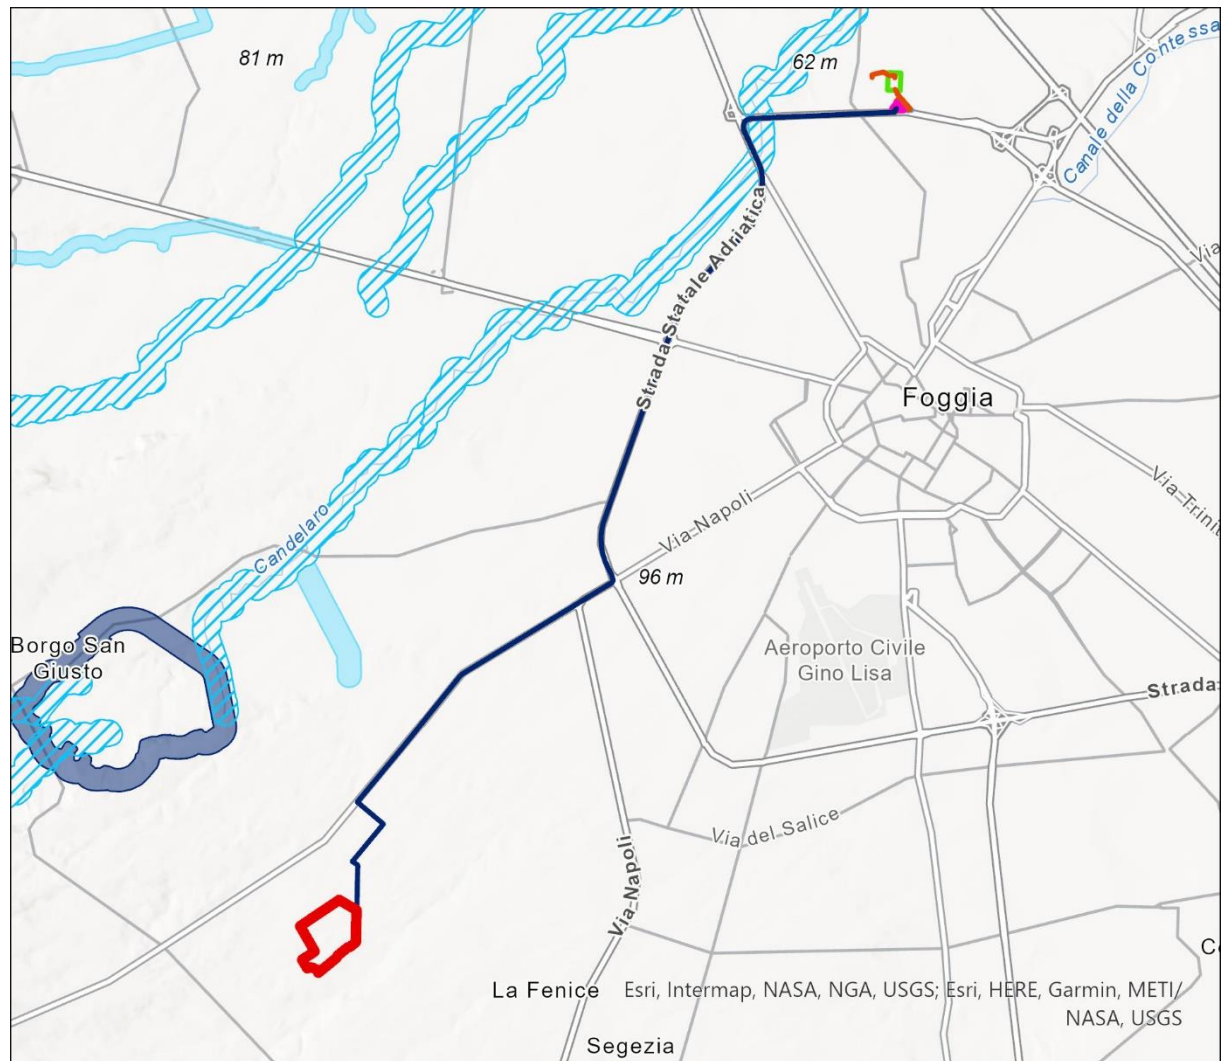 81 m
62 m
Canale della Contessa
Via
Strada Statale Adriatica
Foggia
Via Napoli
Via Trinit
Candelaro
96 m
Borgo San
Giusto
Aeroporto Civile
Gino Lisa
Strada
Via del Salice
Via Napoli
La Fenice
Esri, Intermap, NASA, NGA, USGS; Esri, HERE, Garmin, METI/
NASA, USGS
Segezia